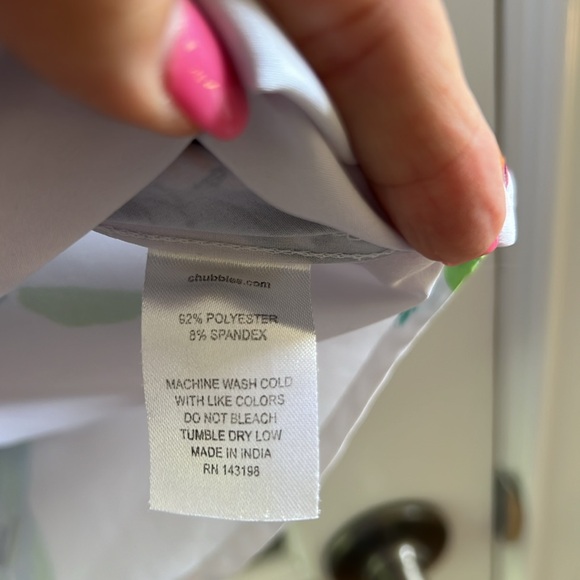 chubbies.com
92% POLYESTER
8% SPANDEX
MACHINE WASH COLD
WITH LIKE COLORS
DO NOT BLEACH
TUMBLE DRY LOW
MADE IN INDIA
RN 143198